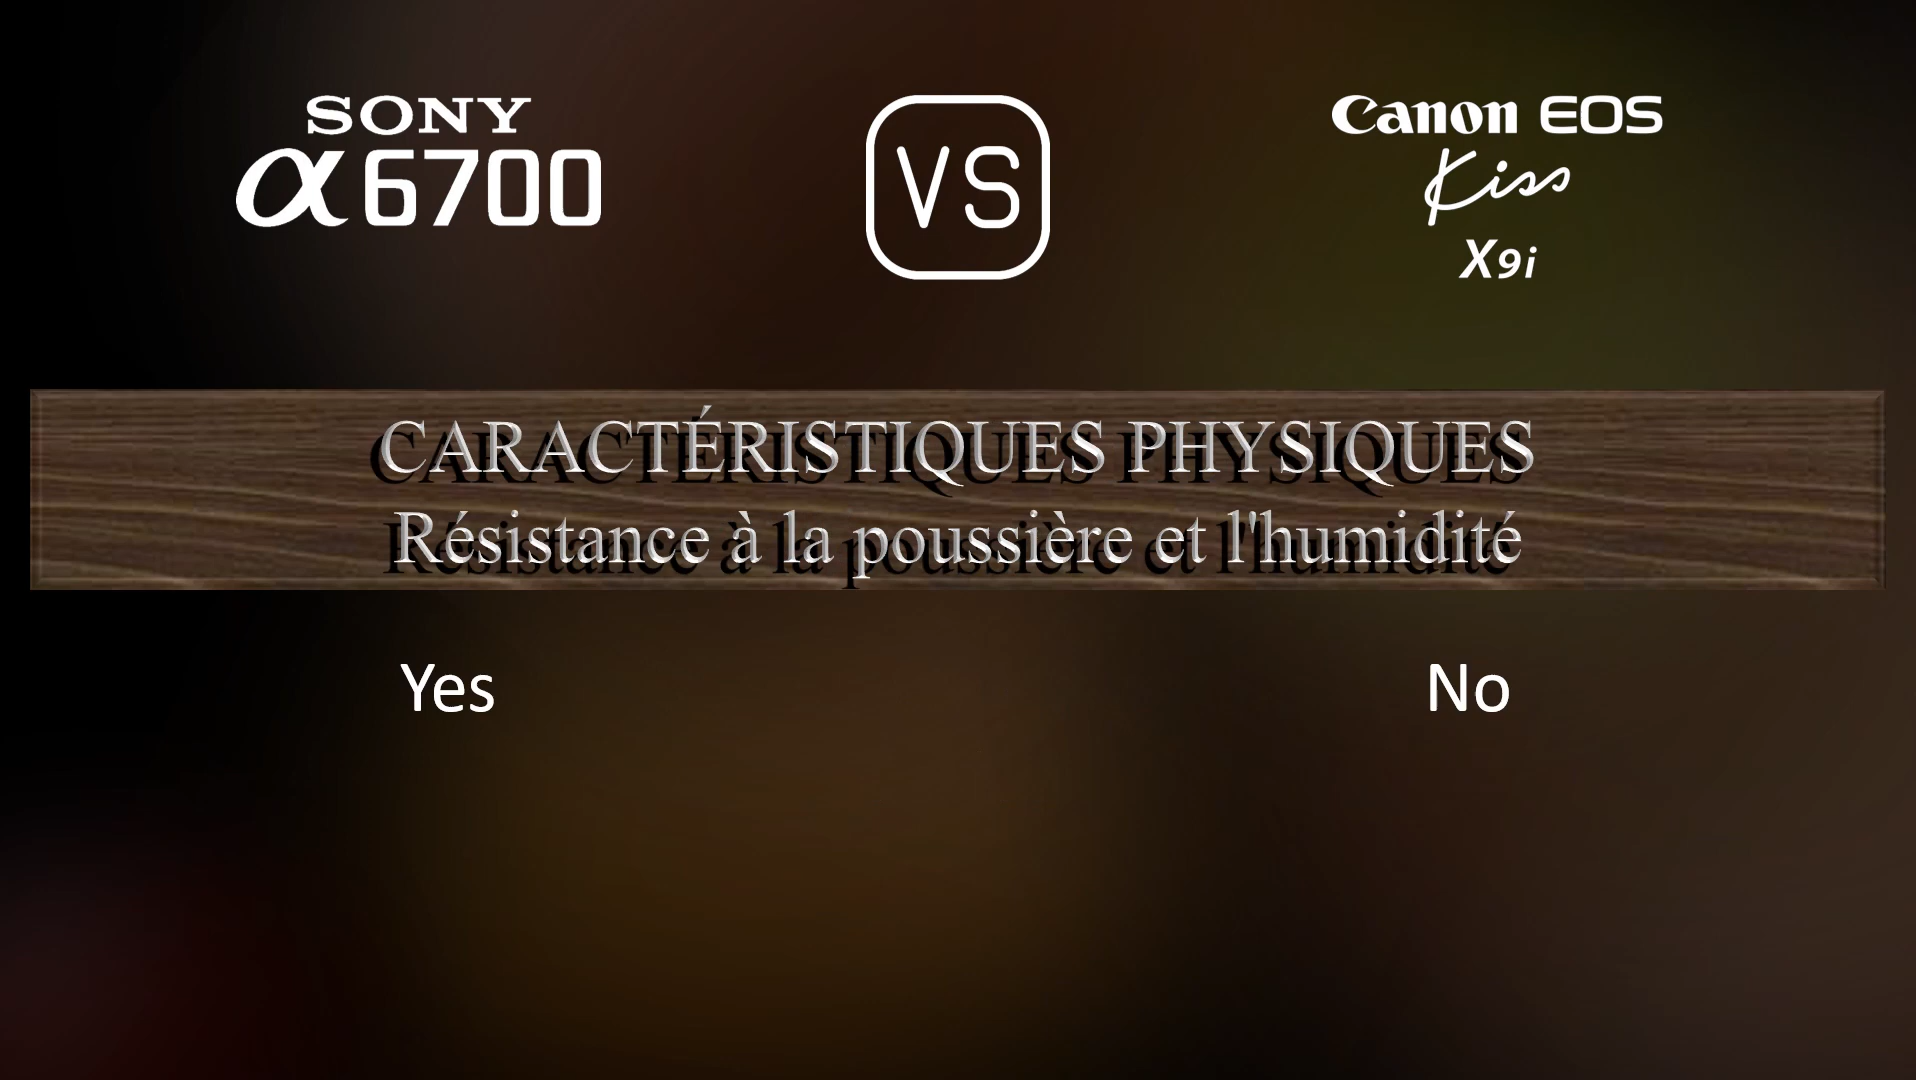 SONY
α6700
VS
Canon EOS
Kiss
X9i
CARACTÉRISTIQUES PHYSIQUES
Résistance à la poussière et l'humidité
Yes
No